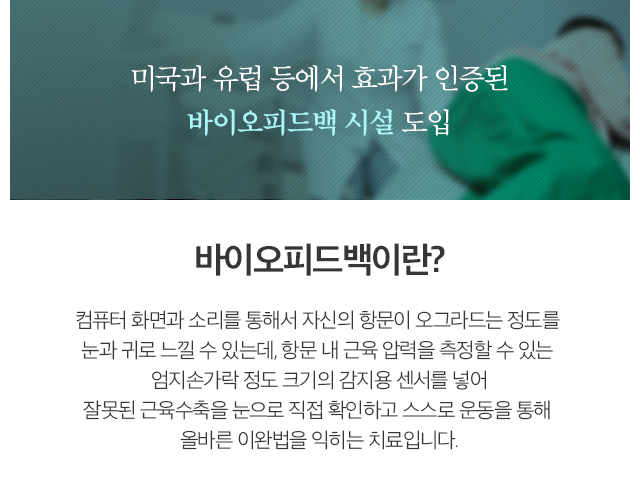 미국과 유럽 등에서 효과가 인증된
바이오피드백 시설 도입
바이오피드백이란?
컴퓨터 화면과 소리를 통해서 자신의 항문이 오그라드는 정도를
눈과 귀로 느낄 수 있는데, 항문 내 근육 압력을 측정할 수 있는
엄지손가락 정도 크기의 감지용 센서를 넣어
잘못된 근육수축을 눈으로 직접 확인하고 스스로 운동을 통해
올바른 이완법을 익히는 치료입니다.